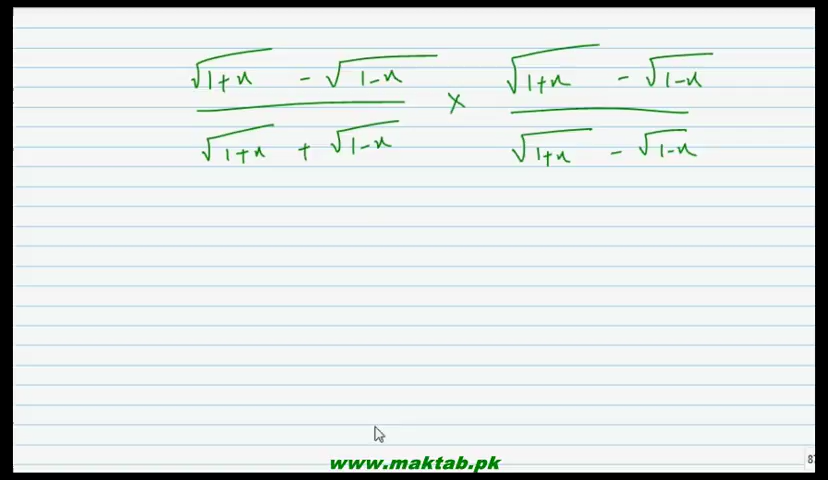 √1+x - √1-x × √1+x - √1-x
√1+x + √1-x √1+x - √1-x
www.maktab.pk